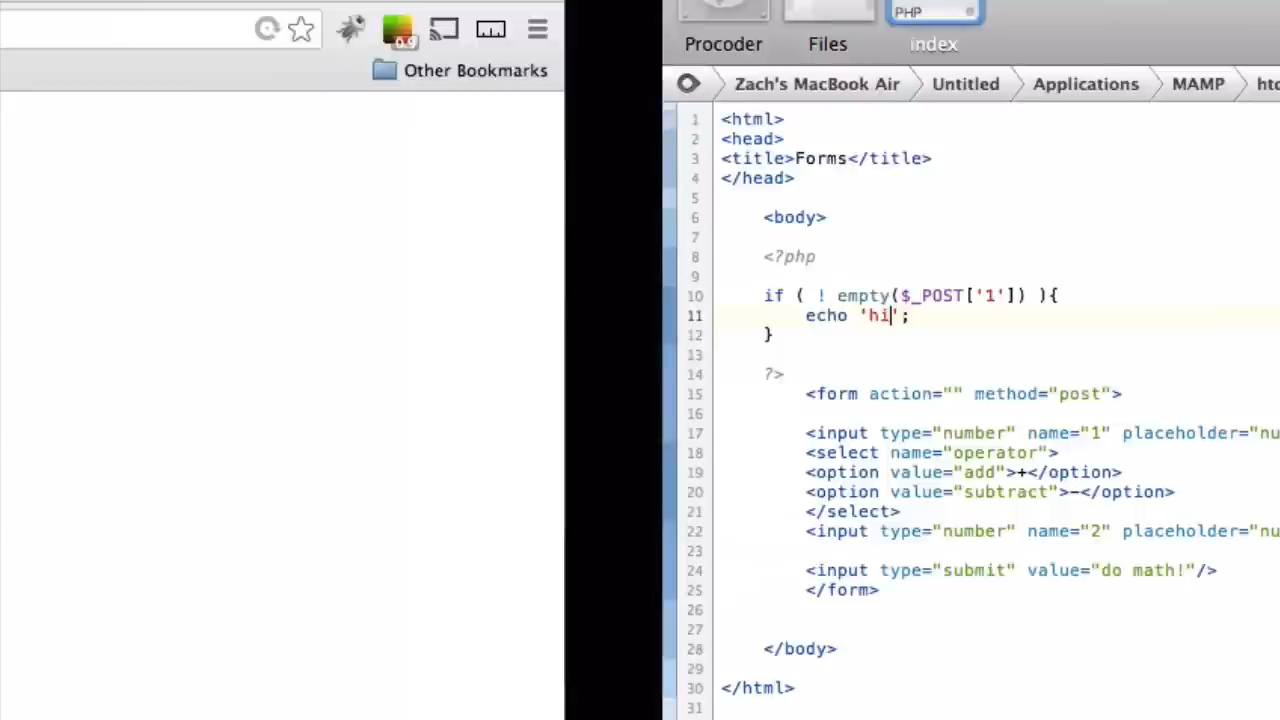 0.9
Other Bookmarks
PHP
Procoder Files index
Zach's MacBook Air Untitled Applications MAMP
1 <html>
2 <head>
3 <title>Forms</title>
4 </head>
5
6 <body>
7
8 <?php
9
10 if ( ! empty($_POST['1']) ){
11 echo 'hi';
12 }
13
14 ?>
15 <form action="" method="post">
16
17 <input type="number" name="1" placeholder="nu
18 <select name="operator">
19 <option value="add">+</option>
20 <option value="subtract">-</option>
21 </select>
22 <input type="number" name="2" placeholder="nu
23
24 <input type="submit" value="do math!"/>
25 </form>
26
27
28 </body>
29
30 </html>
31